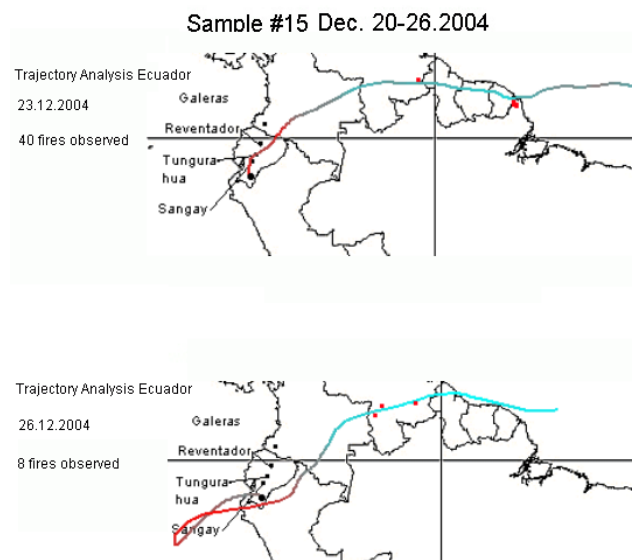 Sample #15 Dec. 20-26.2004
Trajectory Analysis Ecuador
23.12.2004
Galeras
40 fires observed
Reventador
Tungura
hua
Sangay
Trajectory Analysis Ecuador
26.12.2004
Galeras
8 fires observed
Reventador
Tungura
hua
Sangay